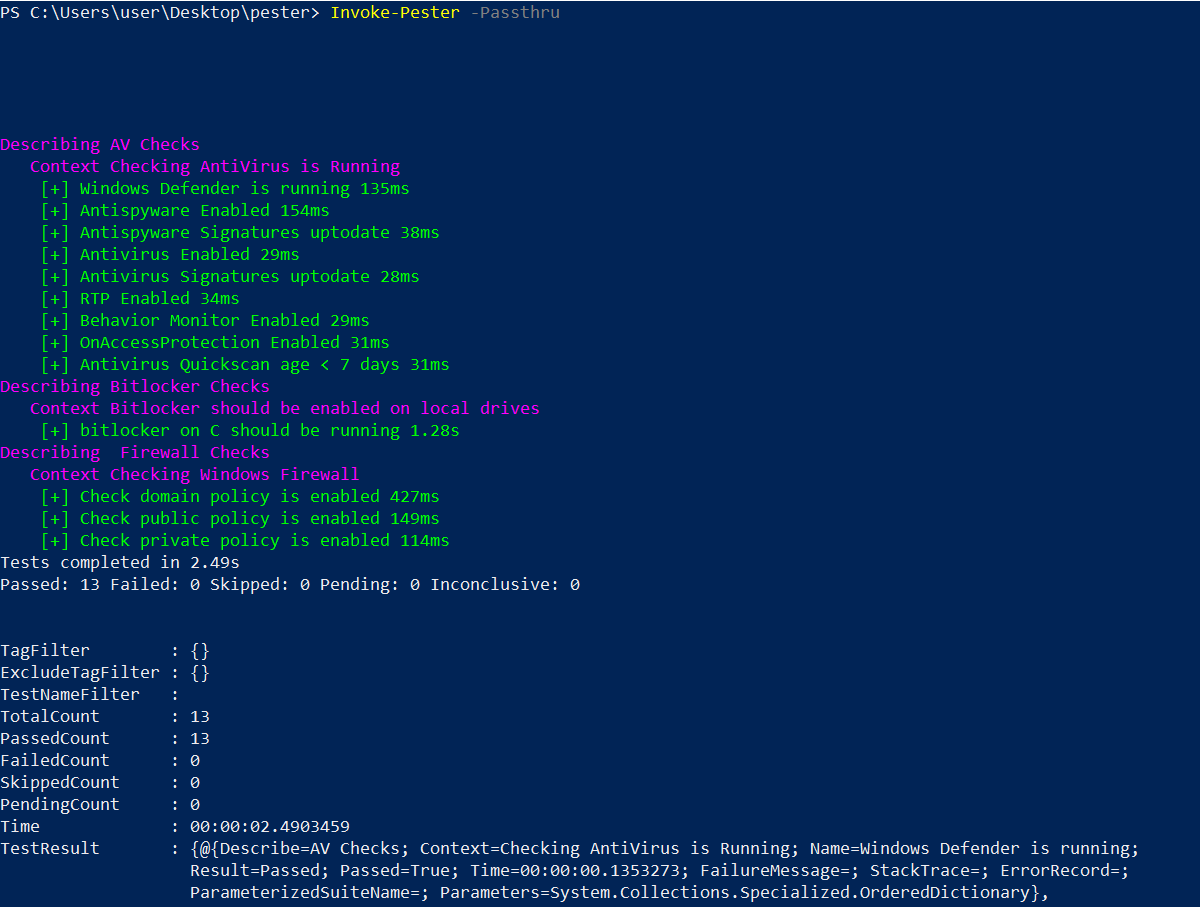 PS C:\Users\user\Desktop\pester> Invoke-Pester -Passthru
Describing AV Checks
Context Checking AntiVirus is Running
[+] Windows Defender is running 135ms
[+] Antispyware Enabled 154ms
[+] Antispyware Signatures uptodate 38ms
[+] Antivirus Enabled 29ms
[+] Antivirus Signatures uptodate 28ms
[+] RTP Enabled 34ms
[+] Behavior Monitor Enabled 29ms
[+] OnAccessProtection Enabled 31ms
[+] Antivirus Quickscan age < 7 days 31ms
Describing Bitlocker Checks
Context Bitlocker should be enabled on local drives
[+] bitlocker on C should be running 1.28s
Describing  Firewall Checks
Context Checking Windows Firewall
[+] Check domain policy is enabled 427ms
[+] Check public policy is enabled 149ms
[+] Check private policy is enabled 114ms
Tests completed in 2.49s
Passed: 13 Failed: 0 Skipped: 0 Pending: 0 Inconclusive: 0
TagFilter        : {}
ExcludeTagFilter : {}
TestNameFilter   :
TotalCount       : 13
PassedCount      : 13
FailedCount      : 0
SkippedCount     : 0
PendingCount     : 0
Time             : 00:00:02.4903459
TestResult       : {@{Describe=AV Checks; Context=Checking AntiVirus is Running; Name=Windows Defender is running;
Result=Passed; Passed=True; Time=00:00:00.1353273; FailureMessage=; StackTrace=; ErrorRecord=;
ParameterizedSuiteName=; Parameters=System.Collections.Specialized.OrderedDictionary},